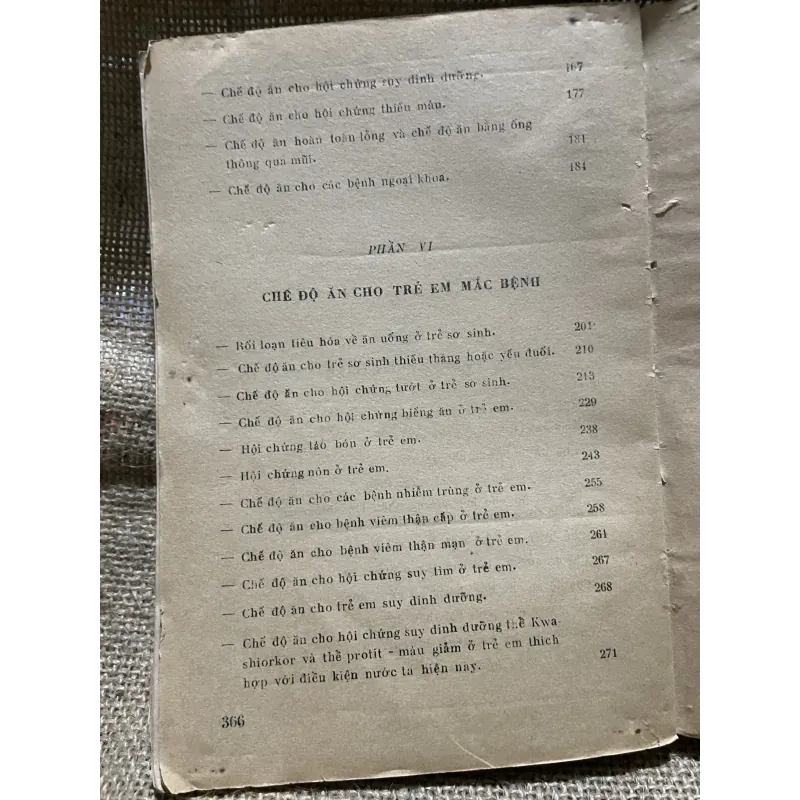 — Chế độ ăn cho hội chứng suy dinh dưỡng. 167
— Chế độ ăn cho hội chứng thiếu máu. 177
— Chế độ ăn hoàn toàn lỏng và chế độ ăn bằng ống
thông qua mũi. 181
— Chế độ ăn cho các bệnh ngoại khoa. 184
PHẦN VI
CHẾ ĐỘ ĂN CHO TRẺ EM MẮC BỆNH
— Rối loạn tiêu hóa về ăn uống ở trẻ sơ sinh. 201
— Chế độ ăn cho trẻ sơ sinh thiếu tháng hoặc yếu đuối. 210
— Chế độ ăn cho hội chứng tướt ở trẻ sơ sinh. 213
— Chế độ ăn cho hội chứng biếng ăn ở trẻ em. 229
— Hội chứng táo bón ở trẻ em. 238
— Hội chứng nôn ở trẻ em. 243
— Chế độ ăn cho các bệnh nhiễm trùng ở trẻ em. 255
— Chế độ ăn cho bệnh viêm thận cấp ở trẻ em. 258
— Chế độ ăn cho bệnh viêm thận mạn ở trẻ em. 261
— Chế độ ăn cho hội chứng suy tim ở trẻ em. 267
— Chế độ ăn cho trẻ em suy dinh dưỡng. 268
— Chế độ ăn cho hội chứng suy dinh dưỡng thể Kwa-
shiorkor và thể protit - máu giảm ở trẻ em thích
hợp với điều kiện nước ta hiện nay. 271
366